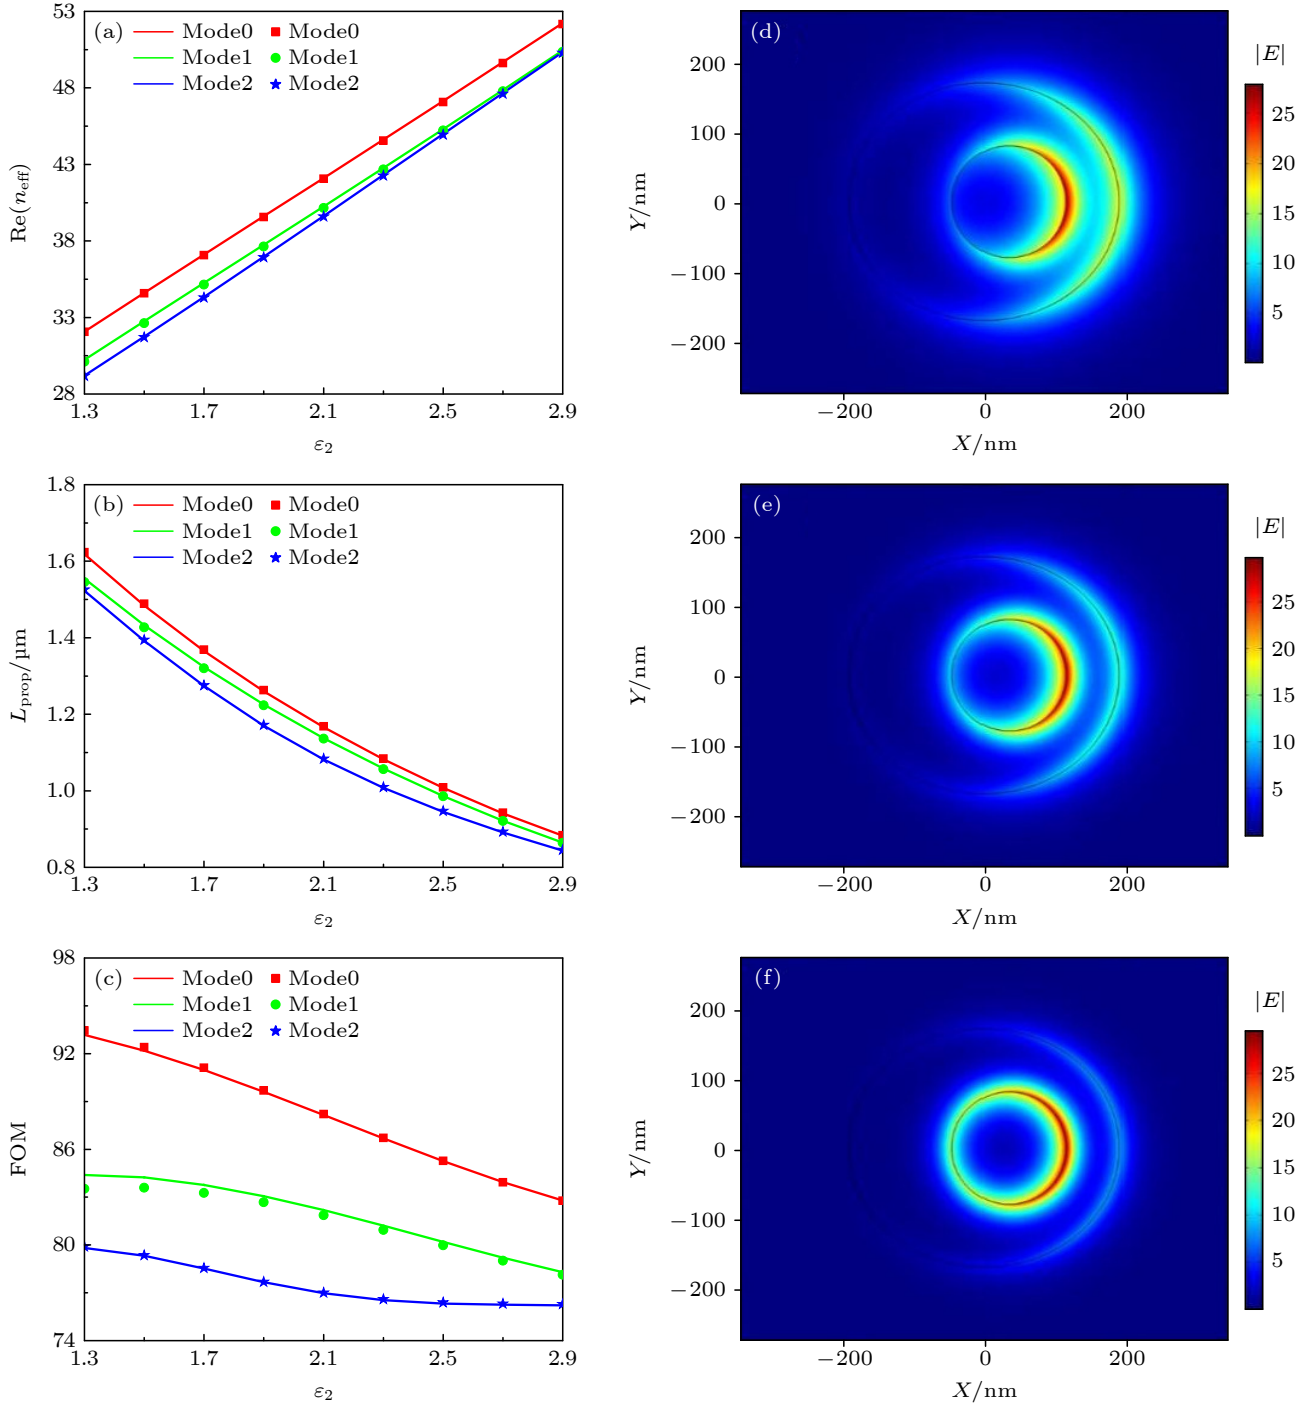 (a) Mode0 Mode0
Mode1 Mode1
Mode2 Mode2
53
48
43
38
33
28
Re(n_eff)
1.3 1.7 2.1 2.5 2.9
ε₂
(d)
200
100
0
−100
−200
Y/nm
−200 0 200
X/nm
|E|
25
20
15
10
5
(b) Mode0 Mode0
Mode1 Mode1
Mode2 Mode2
1.8
1.6
1.4
1.2
1.0
0.8
L_prop/μm
1.3 1.7 2.1 2.5 2.9
ε₂
(e)
200
100
0
−100
−200
Y/nm
−200 0 200
X/nm
|E|
25
20
15
10
5
(c) Mode0 Mode0
Mode1 Mode1
Mode2 Mode2
98
92
86
80
74
FOM
1.3 1.7 2.1 2.5 2.9
ε₂
(f)
200
100
0
−100
−200
Y/nm
−200 0 200
X/nm
|E|
25
20
15
10
5